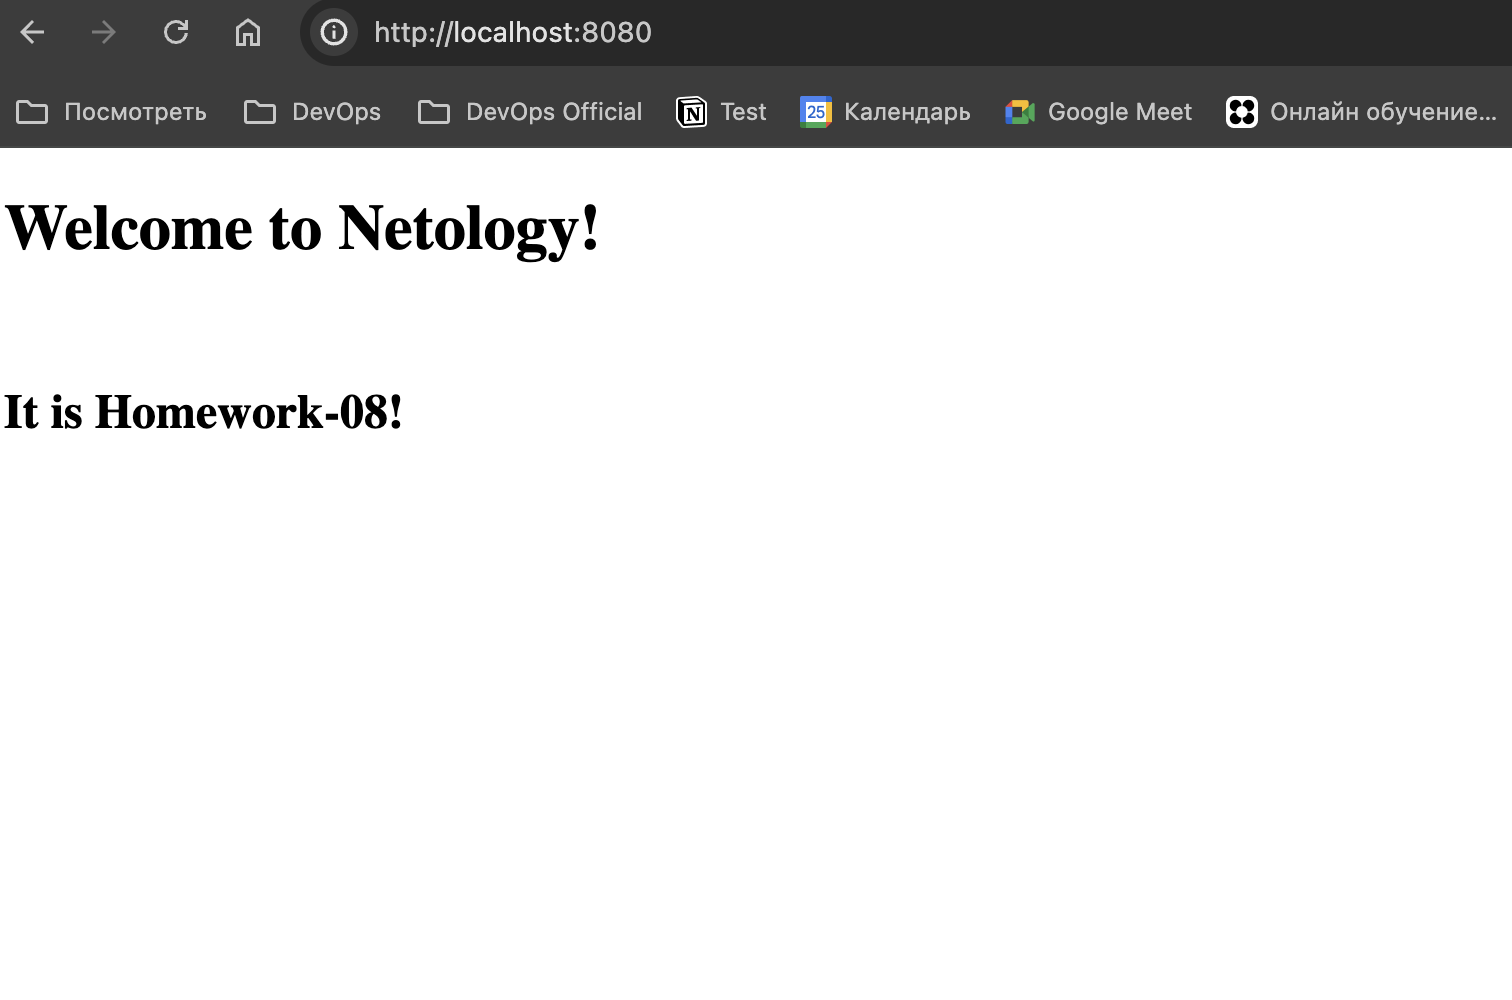 http://localhost:8080
Посмотреть DevOps DevOps Official Test 25 Календарь Google Meet Онлайн обучение...
Welcome to Netology!
It is Homework-08!